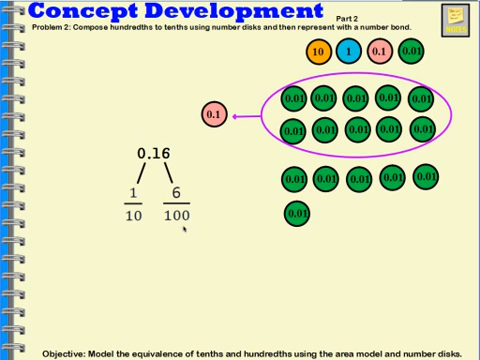 Concept Development
Part 2
Problem 2: Compose hundredths to tenths using number disks and then represent with a number bond.
10 1 0.1 0.01
0.01 0.01 0.01 0.01 0.01
0.1
0.01 0.01 0.01 0.01 0.01
0.16
0.01 0.01 0.01 0.01 0.01
1 6
10 100
0.01
Objective: Model the equivalence of tenths and hundredths using the area model and number disks.